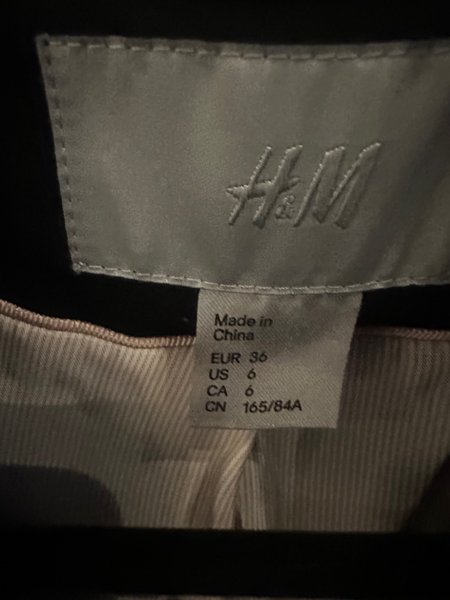 H&M
Made in
China
EUR 36
US 6
CA 6
CN 165/84A